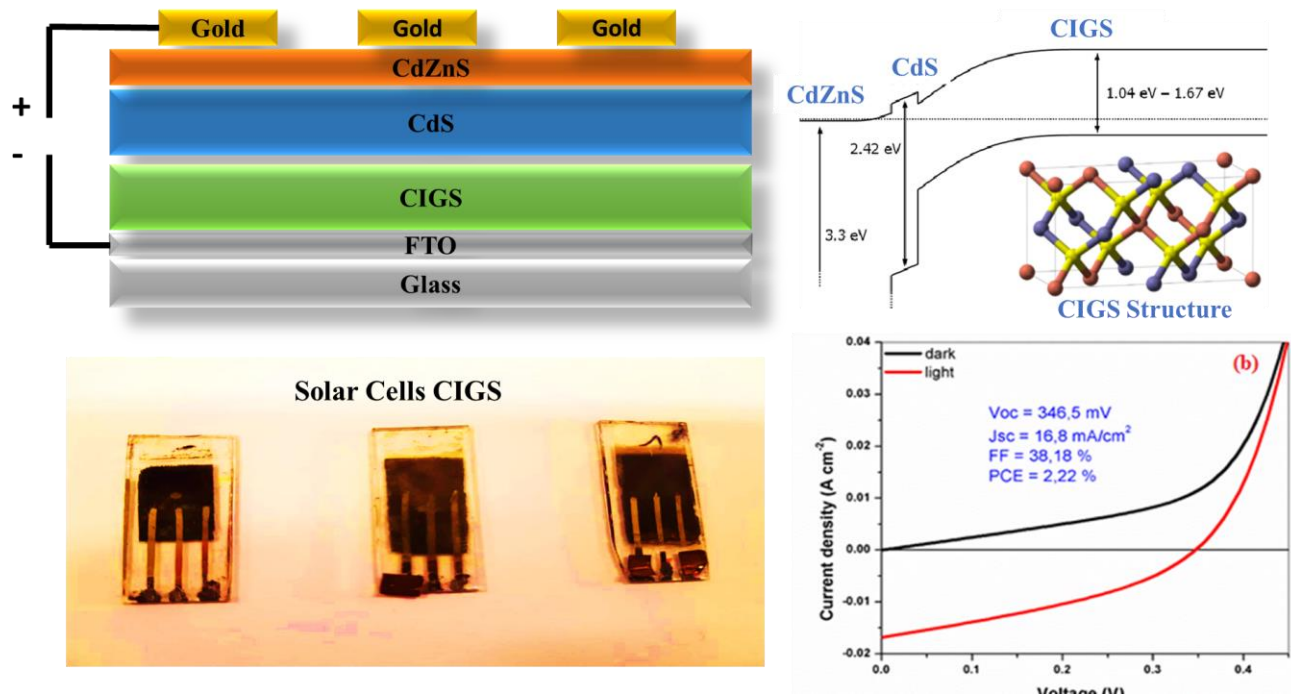 Gold
Gold
Gold
CdZnS
CdS
CIGS
FTO
Glass
+
-
CIGS
CdS
CdZnS
1.04 eV – 1.67 eV
2.42 eV
3.3 eV
CIGS Structure
Solar Cells CIGS
dark
light
(b)
Voc = 346,5 mV
Jsc = 16,8 mA/cm²
FF = 38,18 %
PCE = 2,22 %
Current density (A cm⁻²)
0.04
0.03
0.02
0.01
0.00
-0.01
-0.02
0.0
0.1
0.2
0.3
0.4
Voltage (V)